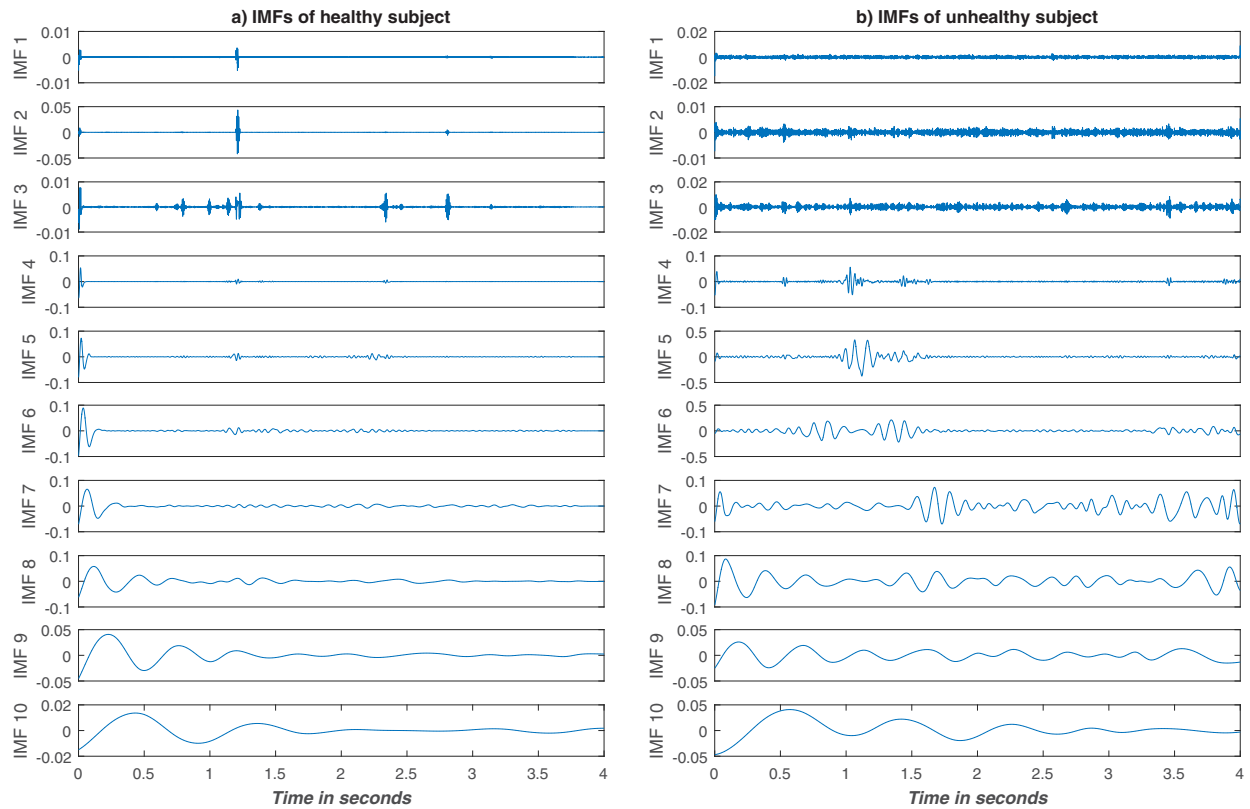 a) IMFs of healthy subject
IMF 1
0.01
0
-0.01
IMF 2
0.05
0
-0.05
IMF 3
0.01
0
-0.01
IMF 4
0.1
0
-0.1
IMF 5
0.1
0
-0.1
IMF 6
0.1
0
-0.1
IMF 7
0.1
0
-0.1
IMF 8
0.1
0
-0.1
IMF 9
0.05
0
-0.05
IMF 10
0.02
0
-0.02
0 0.5 1 1.5 2 2.5 3 3.5 4
Time in seconds
b) IMFs of unhealthy subject
IMF1
0.02
0
-0.02
IMF 2
0.01
0
-0.01
IMF 3
0.02
0
-0.02
IMF 4
0.1
0
-0.1
IMF 5
0.5
0
-0.5
IMF 6
0.5
0
-0.5
IMF 7
0.1
0
-0.1
IMF 8
0.1
0
-0.1
IMF 9
0.05
0
-0.05
IMF 10
0.05
0
-0.05
0 0.5 1 1.5 2 2.5 3 3.5 4
Time in seconds